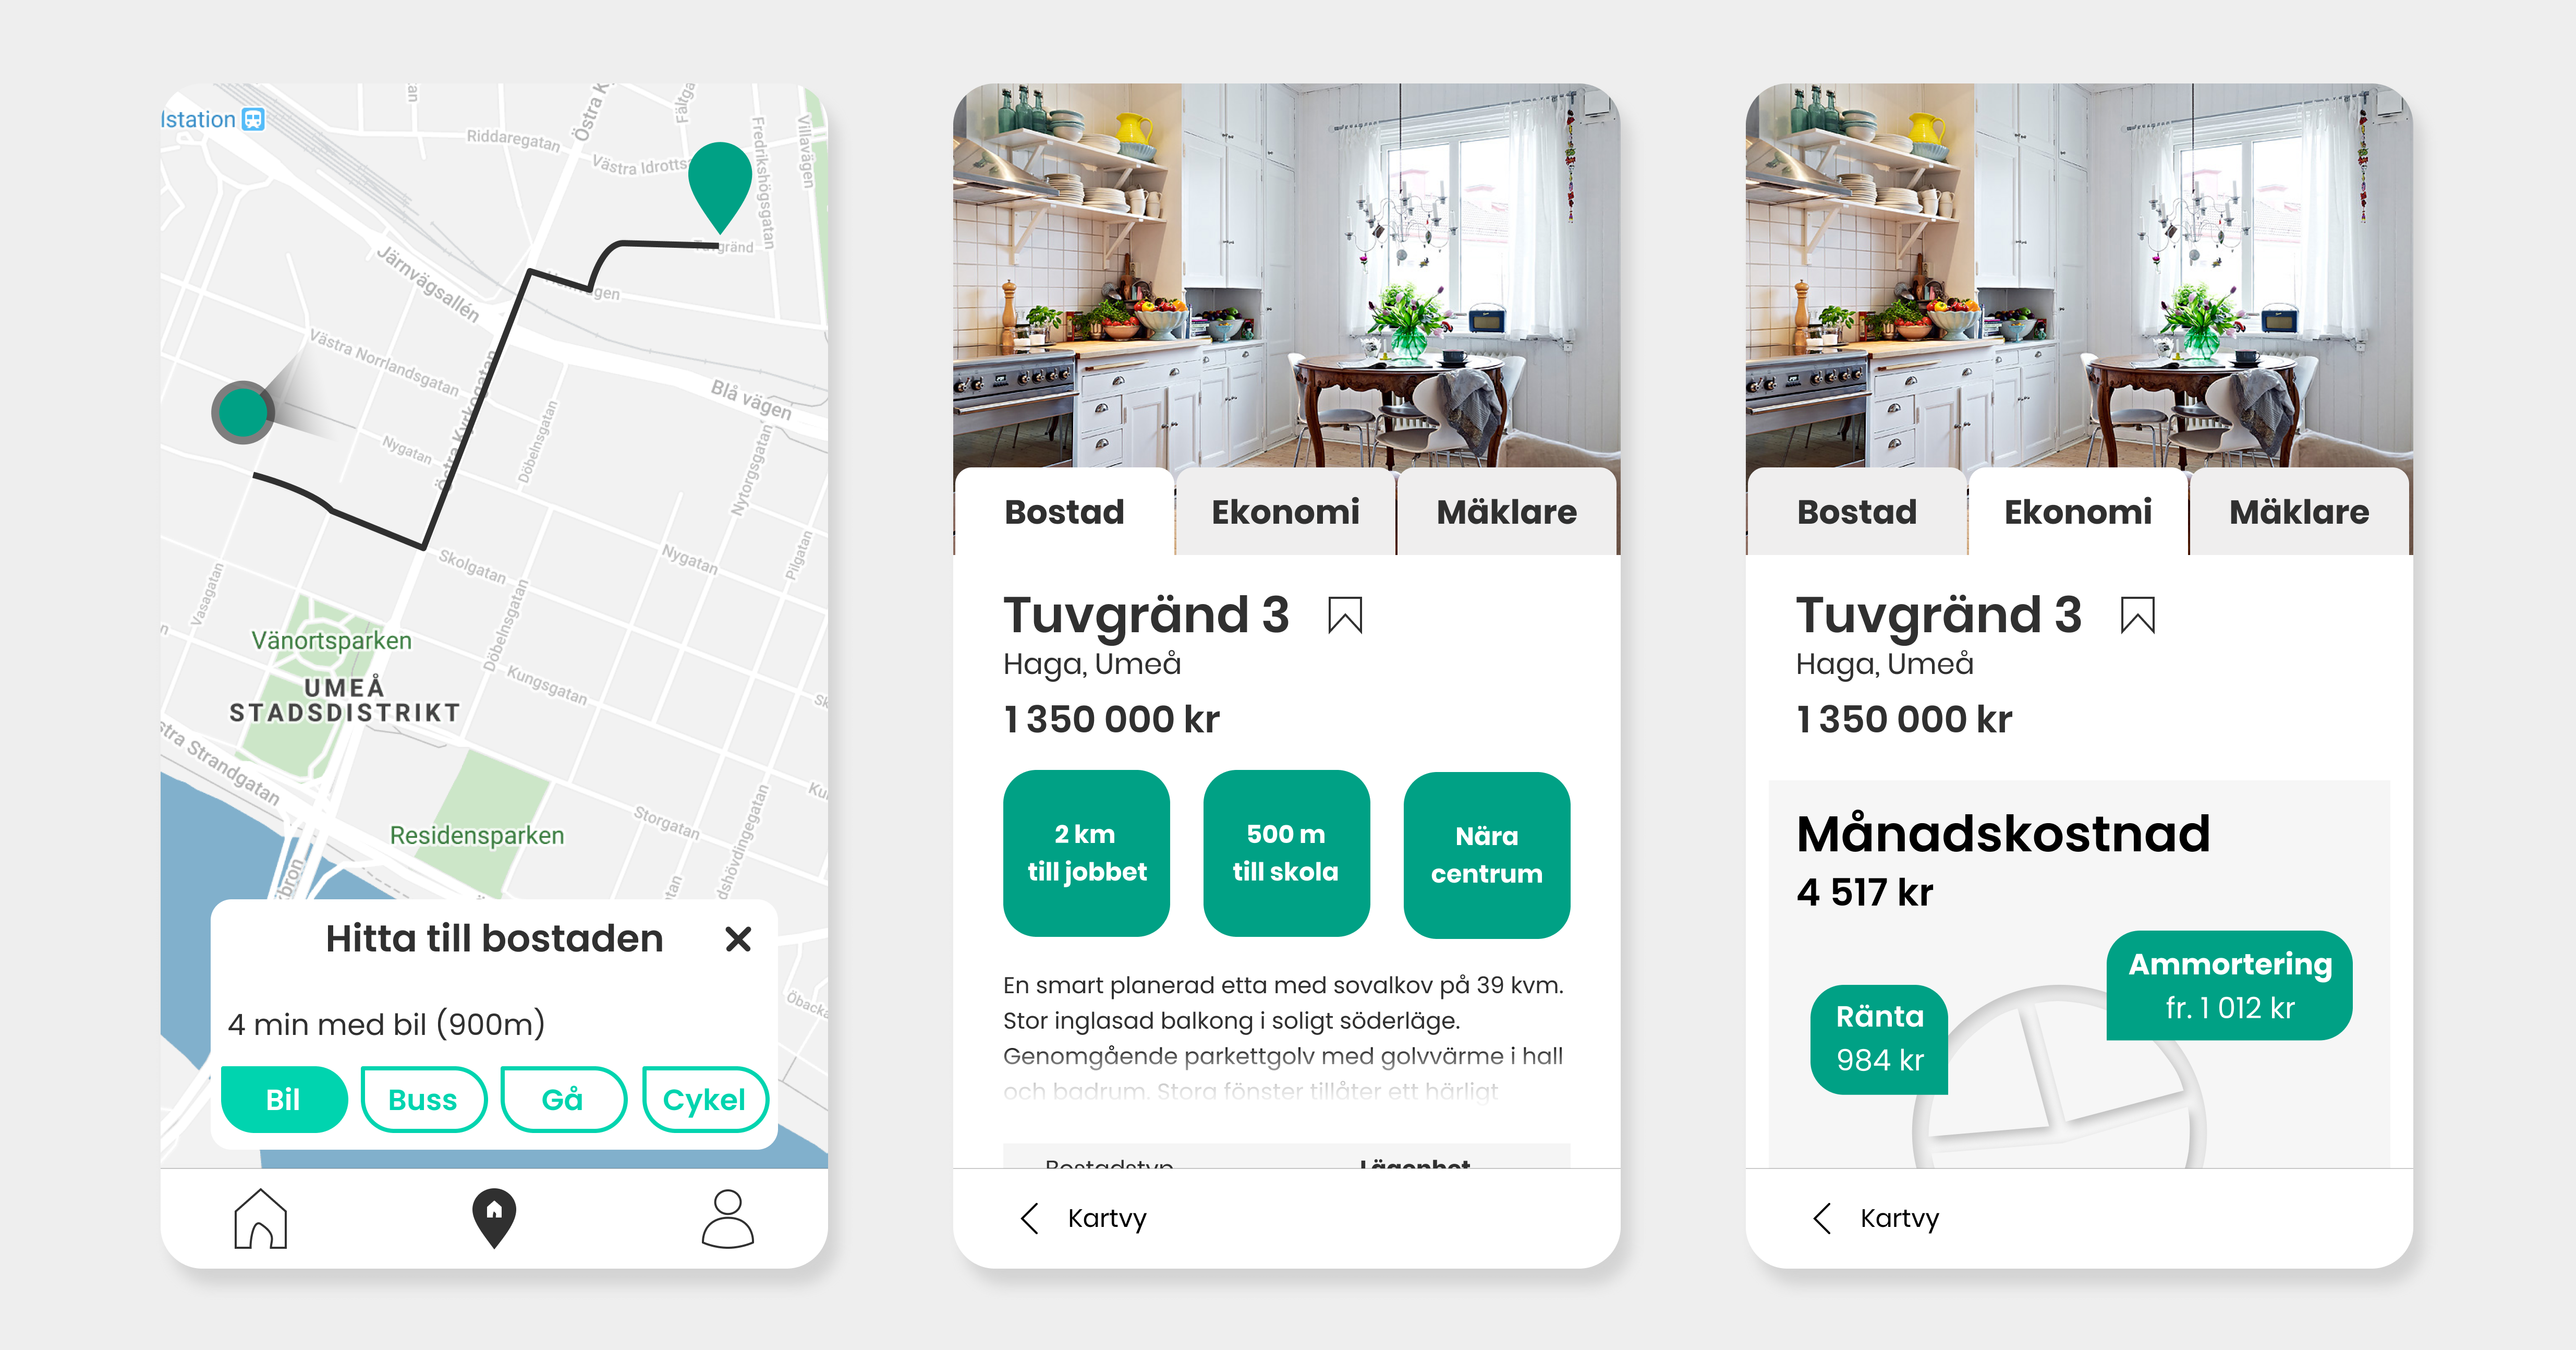 lstation
Riddaregatan
Östra K
Fältga
Västra Idrotts
Fredrikshögsgatan
Villavägen
Järnvägsallén
Västra Norrlandsgatan
Blå vägen
Nygatan
Döbelnsgatan
Nytorgsgatan
Nygatan
Pilgatan
Skolgatan
Vasagatan
Döbelnsgatan
Vänortsparken
UMEÅ
STADSDISTRIKT
Kungsgatan
stra Strandgatan
Residensparken
Storgatan
dshövdingegatan
Öbacka
Hitta till bostaden
4 min med bil (900m)
Bil
Buss
Gå
Cykel
Bostad
Ekonomi
Mäklare
Tuvgränd 3
Haga, Umeå
1 350 000 kr
2 km
till jobbet
500 m
till skola
Nära
centrum
En smart planerad etta med sovalkov på 39 kvm.
Stor inglasad balkong i soligt söderläge.
Genomgående parkettgolv med golvvärme i hall
och badrum. Stora fönster tillåter ett härligt
Bostadstyp
Lägenhet
Kartvy
Bostad
Ekonomi
Mäklare
Tuvgränd 3
Haga, Umeå
1 350 000 kr
Månadskostnad
4 517 kr
Ammortering
fr. 1 012 kr
Ränta
984 kr
Kartvy